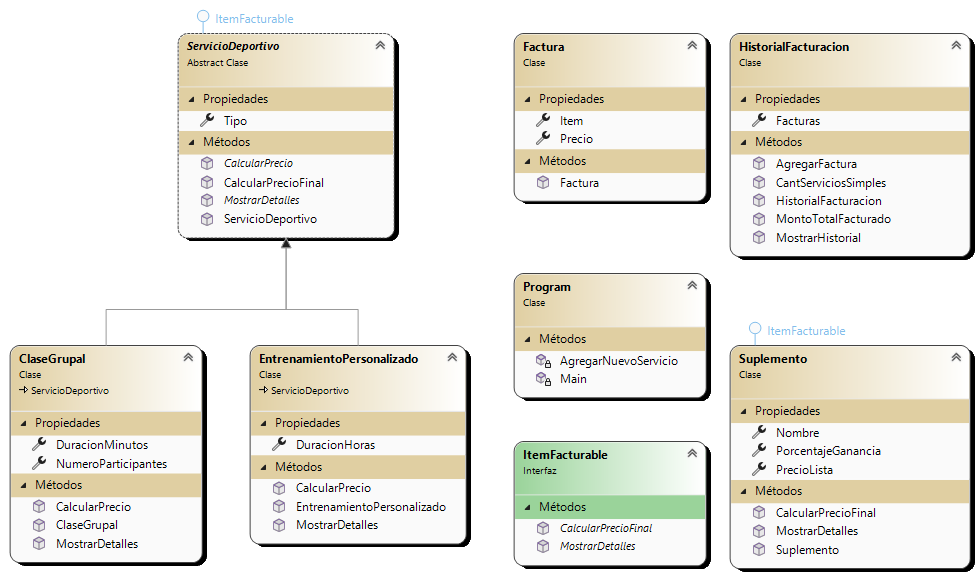 ItemFacturable
ServicioDeportivo
Abstract Clase
Propiedades
Tipo
Métodos
CalcularPrecio
CalcularPrecioFinal
MostrarDetalles
ServicioDeportivo
Factura
Clase
Propiedades
Item
Precio
Métodos
Factura
HistorialFacturacion
Clase
Propiedades
Facturas
Métodos
AgregarFactura
CantServiciosSimples
HistorialFacturacion
MontoTotalFacturado
MostrarHistorial
Program
Clase
Métodos
AgregarNuevoServicio
Main
ClaseGrupal
Clase
ServicioDeportivo
Propiedades
DuracionMinutos
NumeroParticipantes
Métodos
CalcularPrecio
ClaseGrupal
MostrarDetalles
EntrenamientoPersonalizado
Clase
ServicioDeportivo
Propiedades
DuracionHoras
Métodos
CalcularPrecio
EntrenamientoPersonalizado
MostrarDetalles
ItemFacturable
Interfaz
Métodos
CalcularPrecioFinal
MostrarDetalles
ItemFacturable
Suplemento
Clase
Propiedades
Nombre
PorcentajeGanancia
PrecioLista
Métodos
CalcularPrecioFinal
MostrarDetalles
Suplemento